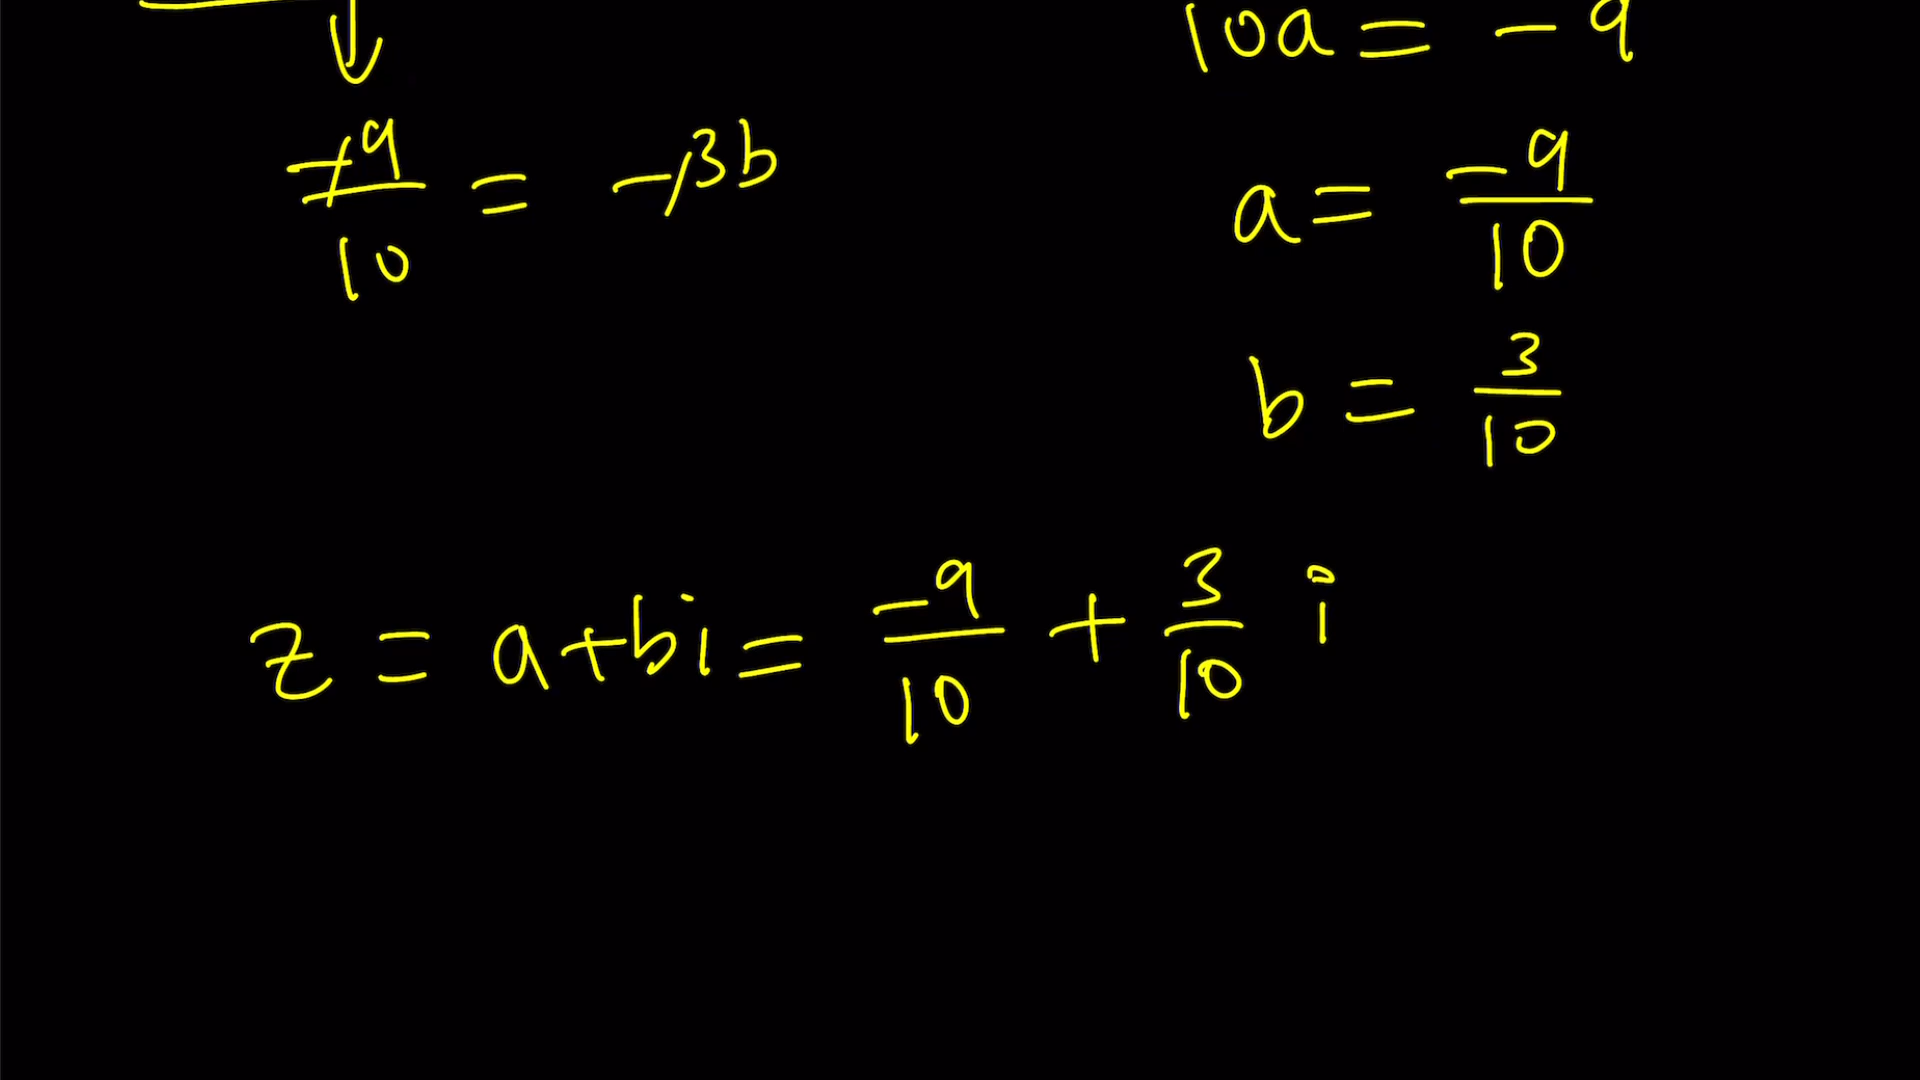 10a = -9
-9/10 = -3b
a = -9/10
b = 3/10
z = a+bi = -9/10 + 3/10 i